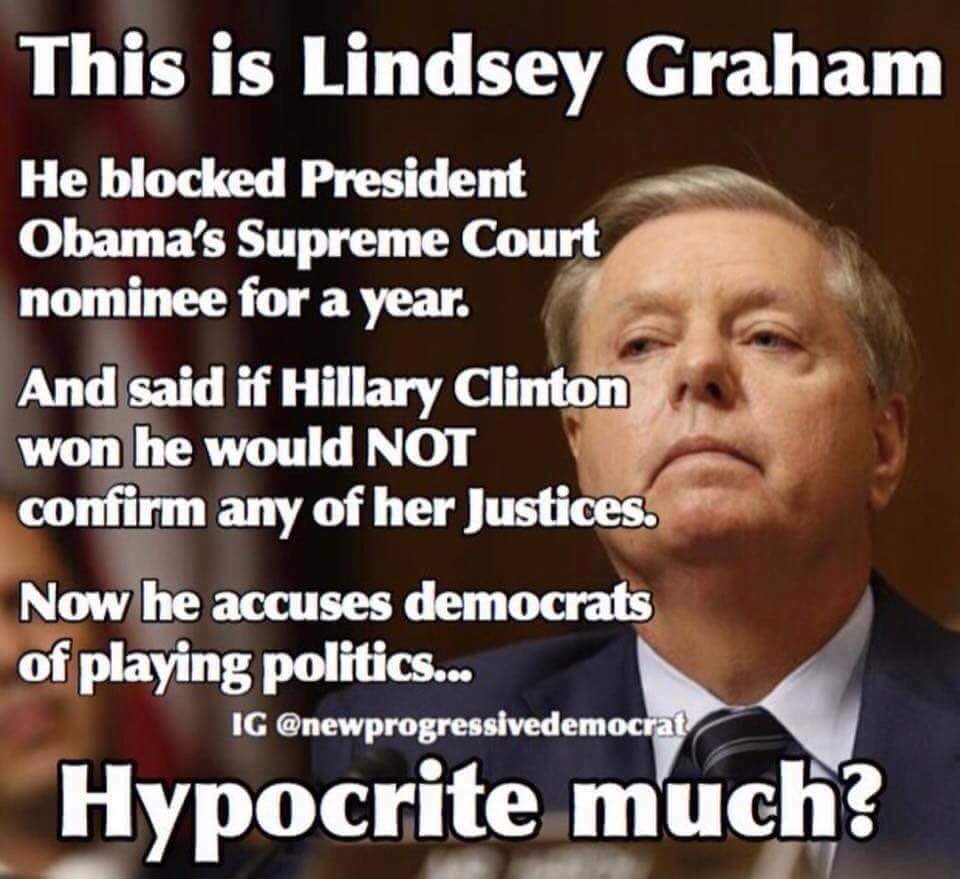 This is Lindsey Graham
He blocked President
Obama's Supreme Court
nominee for a year.
And said if Hillary Clinton
won he would NOT
confirm any of her Justices.
Now he accuses democrats
of playing politics...
IG @newprogressivedemocrat
Hypocrite much?